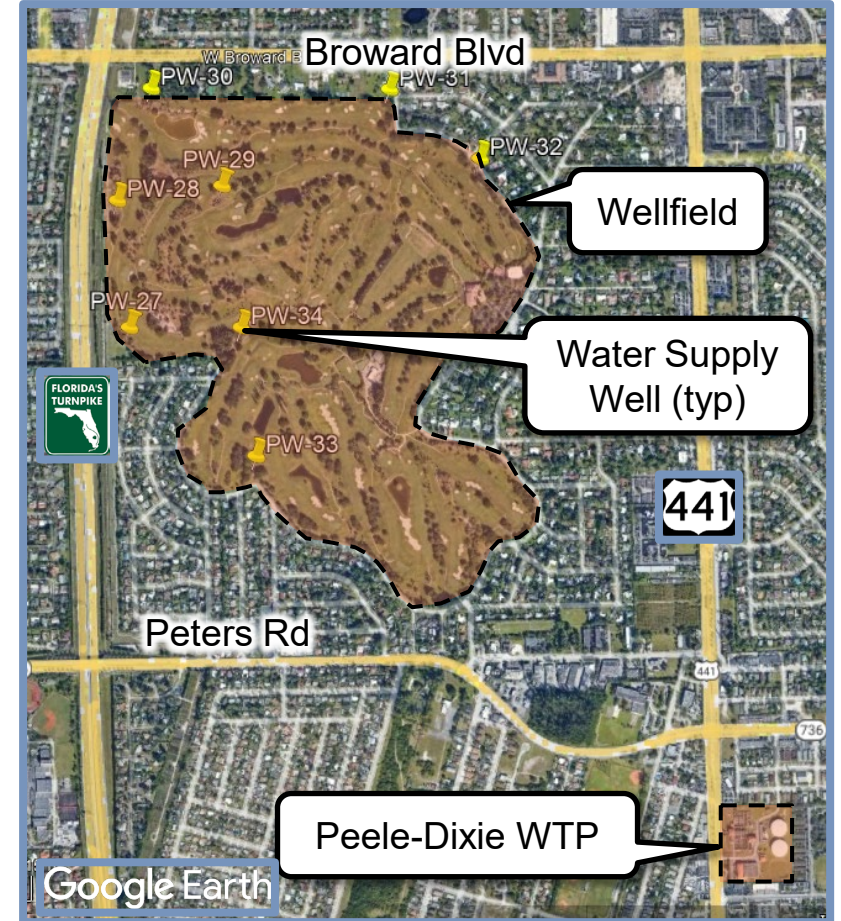 Broward Blvd
W Broward B
PW-30
PW-31
PW-32
PW-29
PW-28
Wellfield
PW-27
PW-34
Water Supply
Well (typ)
FLORIDA'S
TURNPIKE
PW-33
441
Peters Rd
441
736
Peele-Dixie WTP
Google Earth